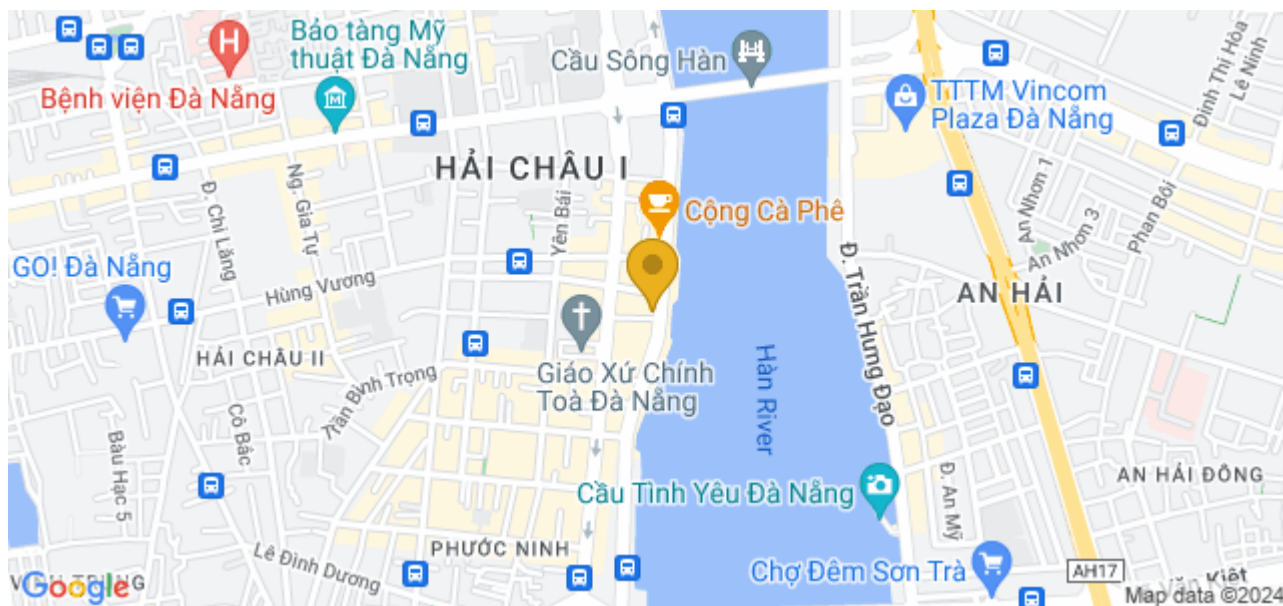 Bảo tàng Mỹ
thuật Đà Nẵng
Bệnh viện Đà Nẵng
Cầu Sông Hàn
TTTM Vincom
Plaza Đà Nẵng
Đinh Thị Hòa
Lê Ninh
HẢI CHÂU I
Đ. Chi Lăng
Ng. Gia Tự
Yên Bái
Cộng Cà Phê
An Nhơn 1
An Nhơn 3
Phan Bôi
GO! Đà Nẵng
Hùng Vương
Đ. Trần Hưng Đạo
AN HẢI
HẢI CHÂU II
Trần Bình Trọng
Giáo Xứ Chính
Toà Đà Nẵng
Hàn River
Cô Bắc
Bàu Hạc 5
Cầu Tình Yêu Đà Nẵng
Đ. An Mỹ
AN HẢI ĐÔNG
Lê Đình Dương
PHƯỚC NINH
Chợ Đêm Sơn Trà
AH17
Văn Kiệt
Google
Map data ©2024